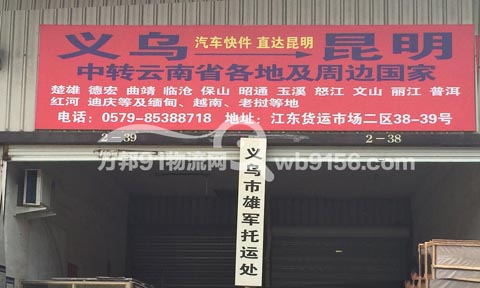 义乌 汽车快件 直达昆明 → 昆明
中转云南省各地及周边国家
楚雄 德宏 曲靖 临沧 保山 昭通 玉溪 怒江 文山 丽江 普洱
红河 迪庆等及缅甸、越南、老挝等地
电话：0579-85388718 地址：江东货运市场二区38-39号
2-39 2-38
万邦91物流网 wb9156.com
义乌市雄军托运处